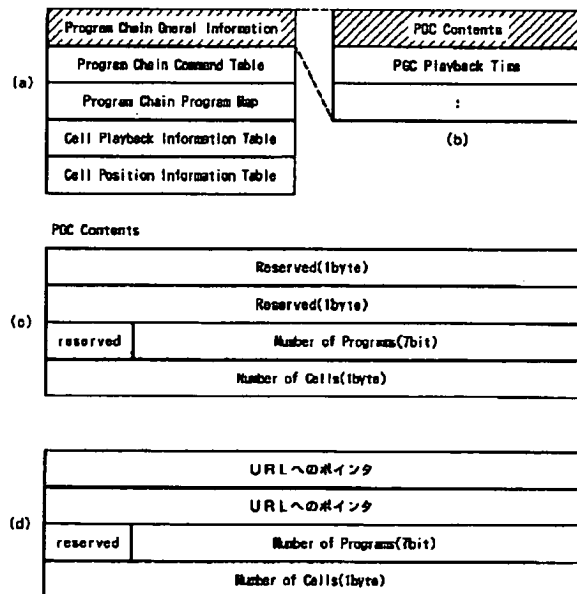 Program Chain Gneral Information
Program Chain Command Table
(a)
Program Chain Program Map
Cell Playback Information Table
Cell Position Information Table
PGC Contents
PGC Playback Time
:
(b)
PGC Contents
Reserved(1byte)
Reserved(1byte)
(c)
reserved
Number of Programs(7bit)
Number of Cells(1byte)
URLへのポインタ
URLへのポインタ
(d)
reserved
Number of Programs(7bit)
Number of Cells(1byte)